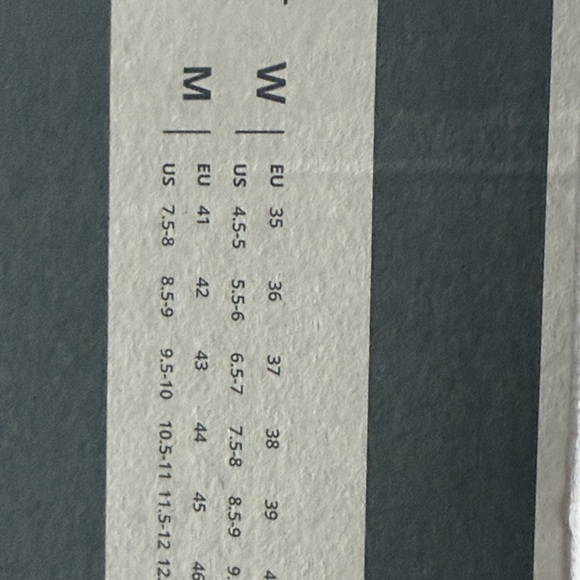 W | EU 35 36 37 38 39
US 4.5-5 5.5-6 6.5-7 7.5-8 8.5-9
M | EU 41 42 43 44 45 46
US 7.5-8 8.5-9 9.5-10 10.5-11 11.5-12